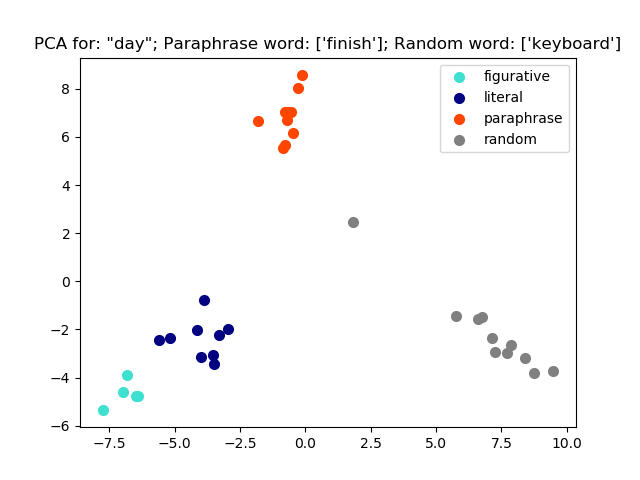 PCA for: "day"; Paraphrase word: ['finish']; Random word: ['keyboard']
figurative
literal
paraphrase
random
8
6
4
2
0
−2
−4
−6
−7.5 −5.0 −2.5 0.0 2.5 5.0 7.5 10.0